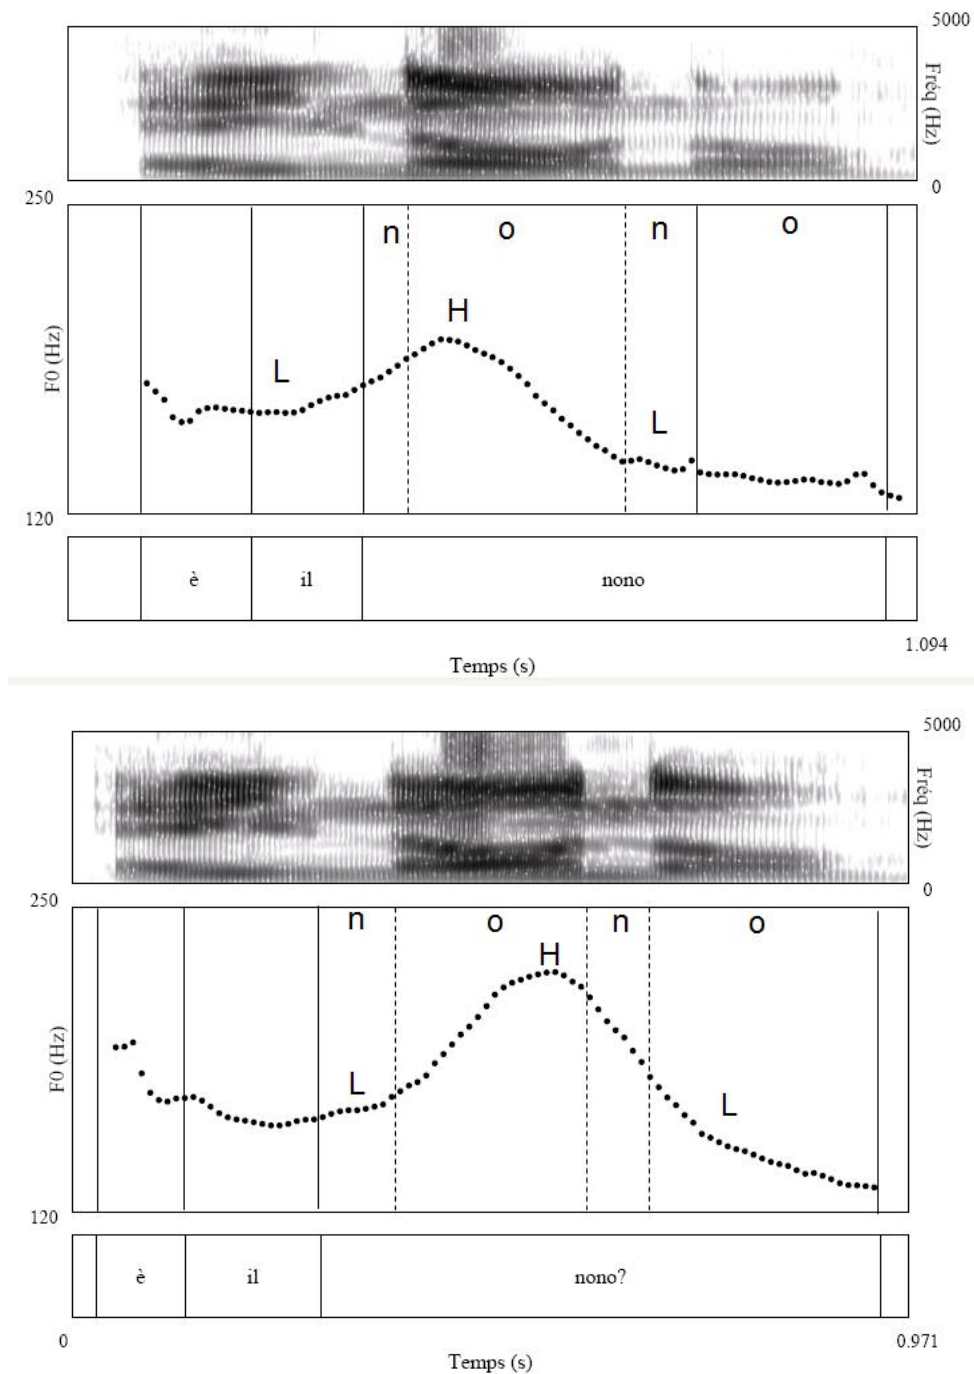 5000
Fréq (Hz)
0
250
n o n o
H
L
L
F0 (Hz)
120
è il nono
1.094
Temps (s)
5000
Fréq (Hz)
0
250
n o n o
H
L
L
F0 (Hz)
120
è il nono?
0 0.971
Temps (s)